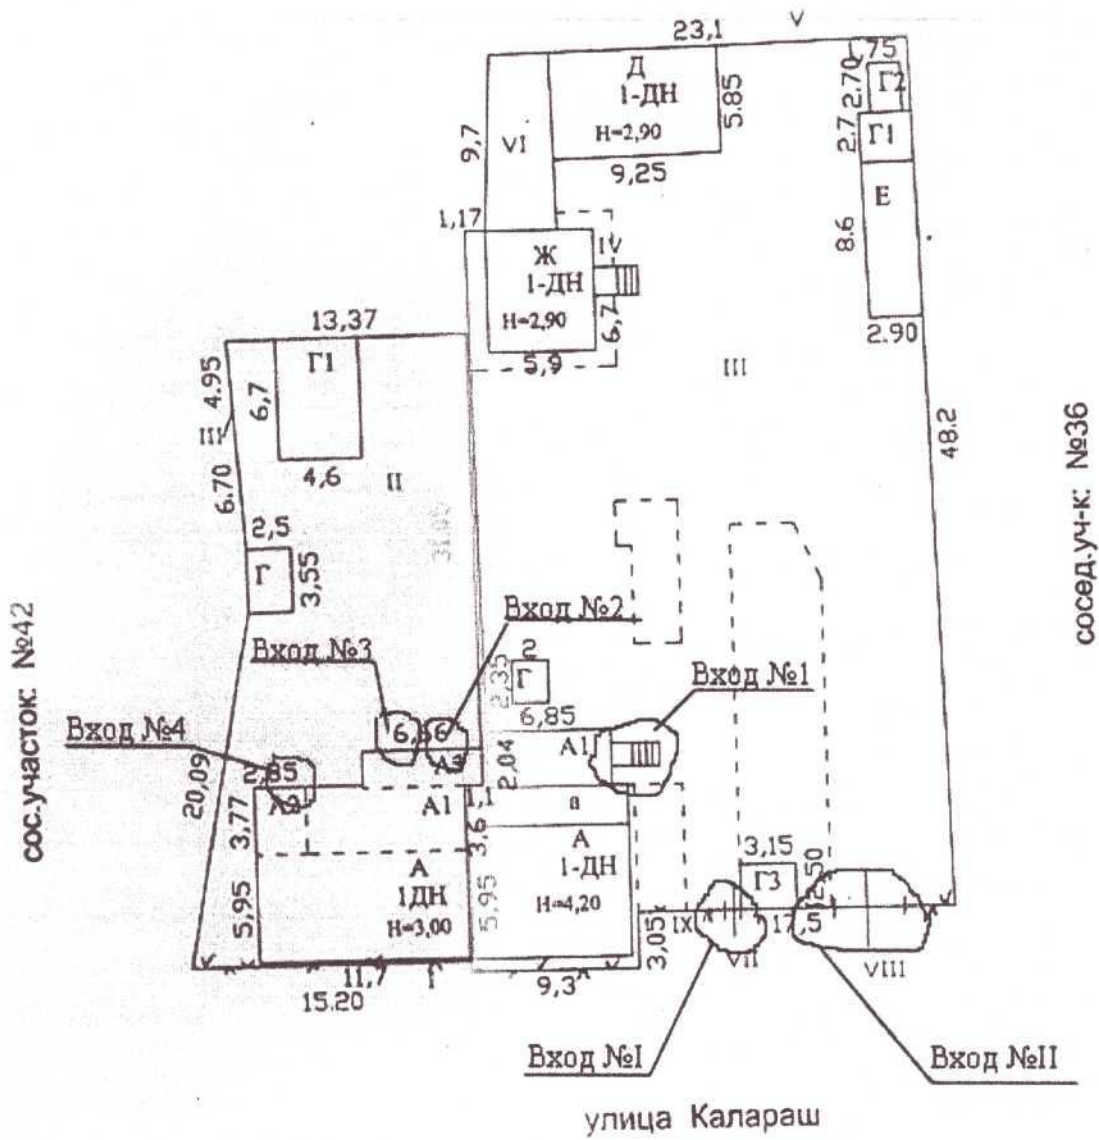 V
23,1
1,75
2.70
Г2
Д
1-ДН
Н=2,90
5.85
9,7
VI
2.7
Г1
9,25
Е
8.6
1,17
IV
Ж
1-ДН
Н=2,90
6,7
5,9
2.90
13,37
Г1
4.95
6,7
III
III
4,6
II
6.70
48.2
соседний уч-к: №36
31.05
2,5
Г
3,55
сос.участок: №42
Вход №2
Вход №3
2
Г
2.35
Вход №1
6,85
Вход №4
А1
2,04
2,85
А2
А1
1,1
в
20,09
3,77
3.6
А
1-ДН
Н=4,20
А
1ДН
Н=3,00
5,95
5.95
3,15
Г3
2.50
3,05
IX
17,5
VII
VIII
11,7
I
15.20
9,3
Вход №I
Вход №II
улица Калараш